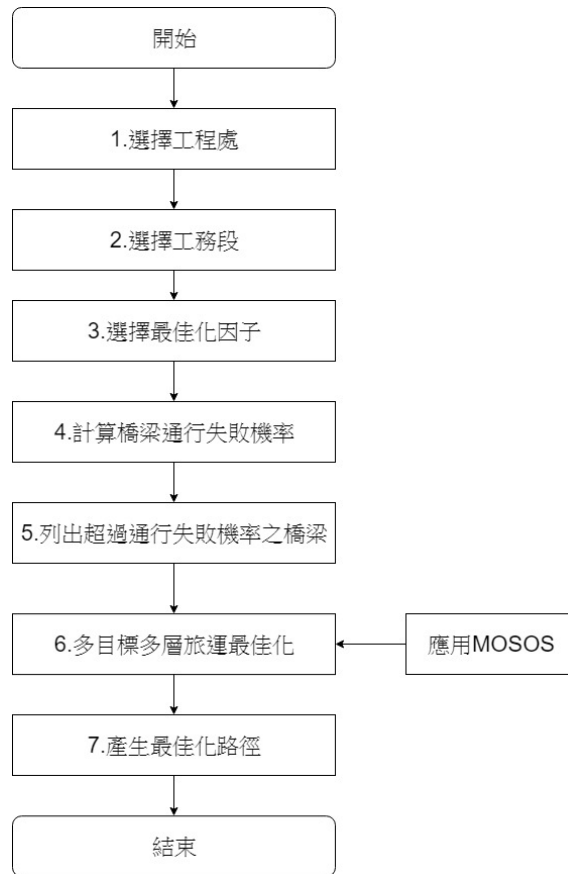 開始
1.選擇工程處
2.選擇工務段
3.選擇最佳化因子
4.計算橋梁通行失敗機率
5.列出超過通行失敗機率之橋梁
6.多目標多層旅運最佳化
應用MOSOS
7.產生最佳化路徑
結束